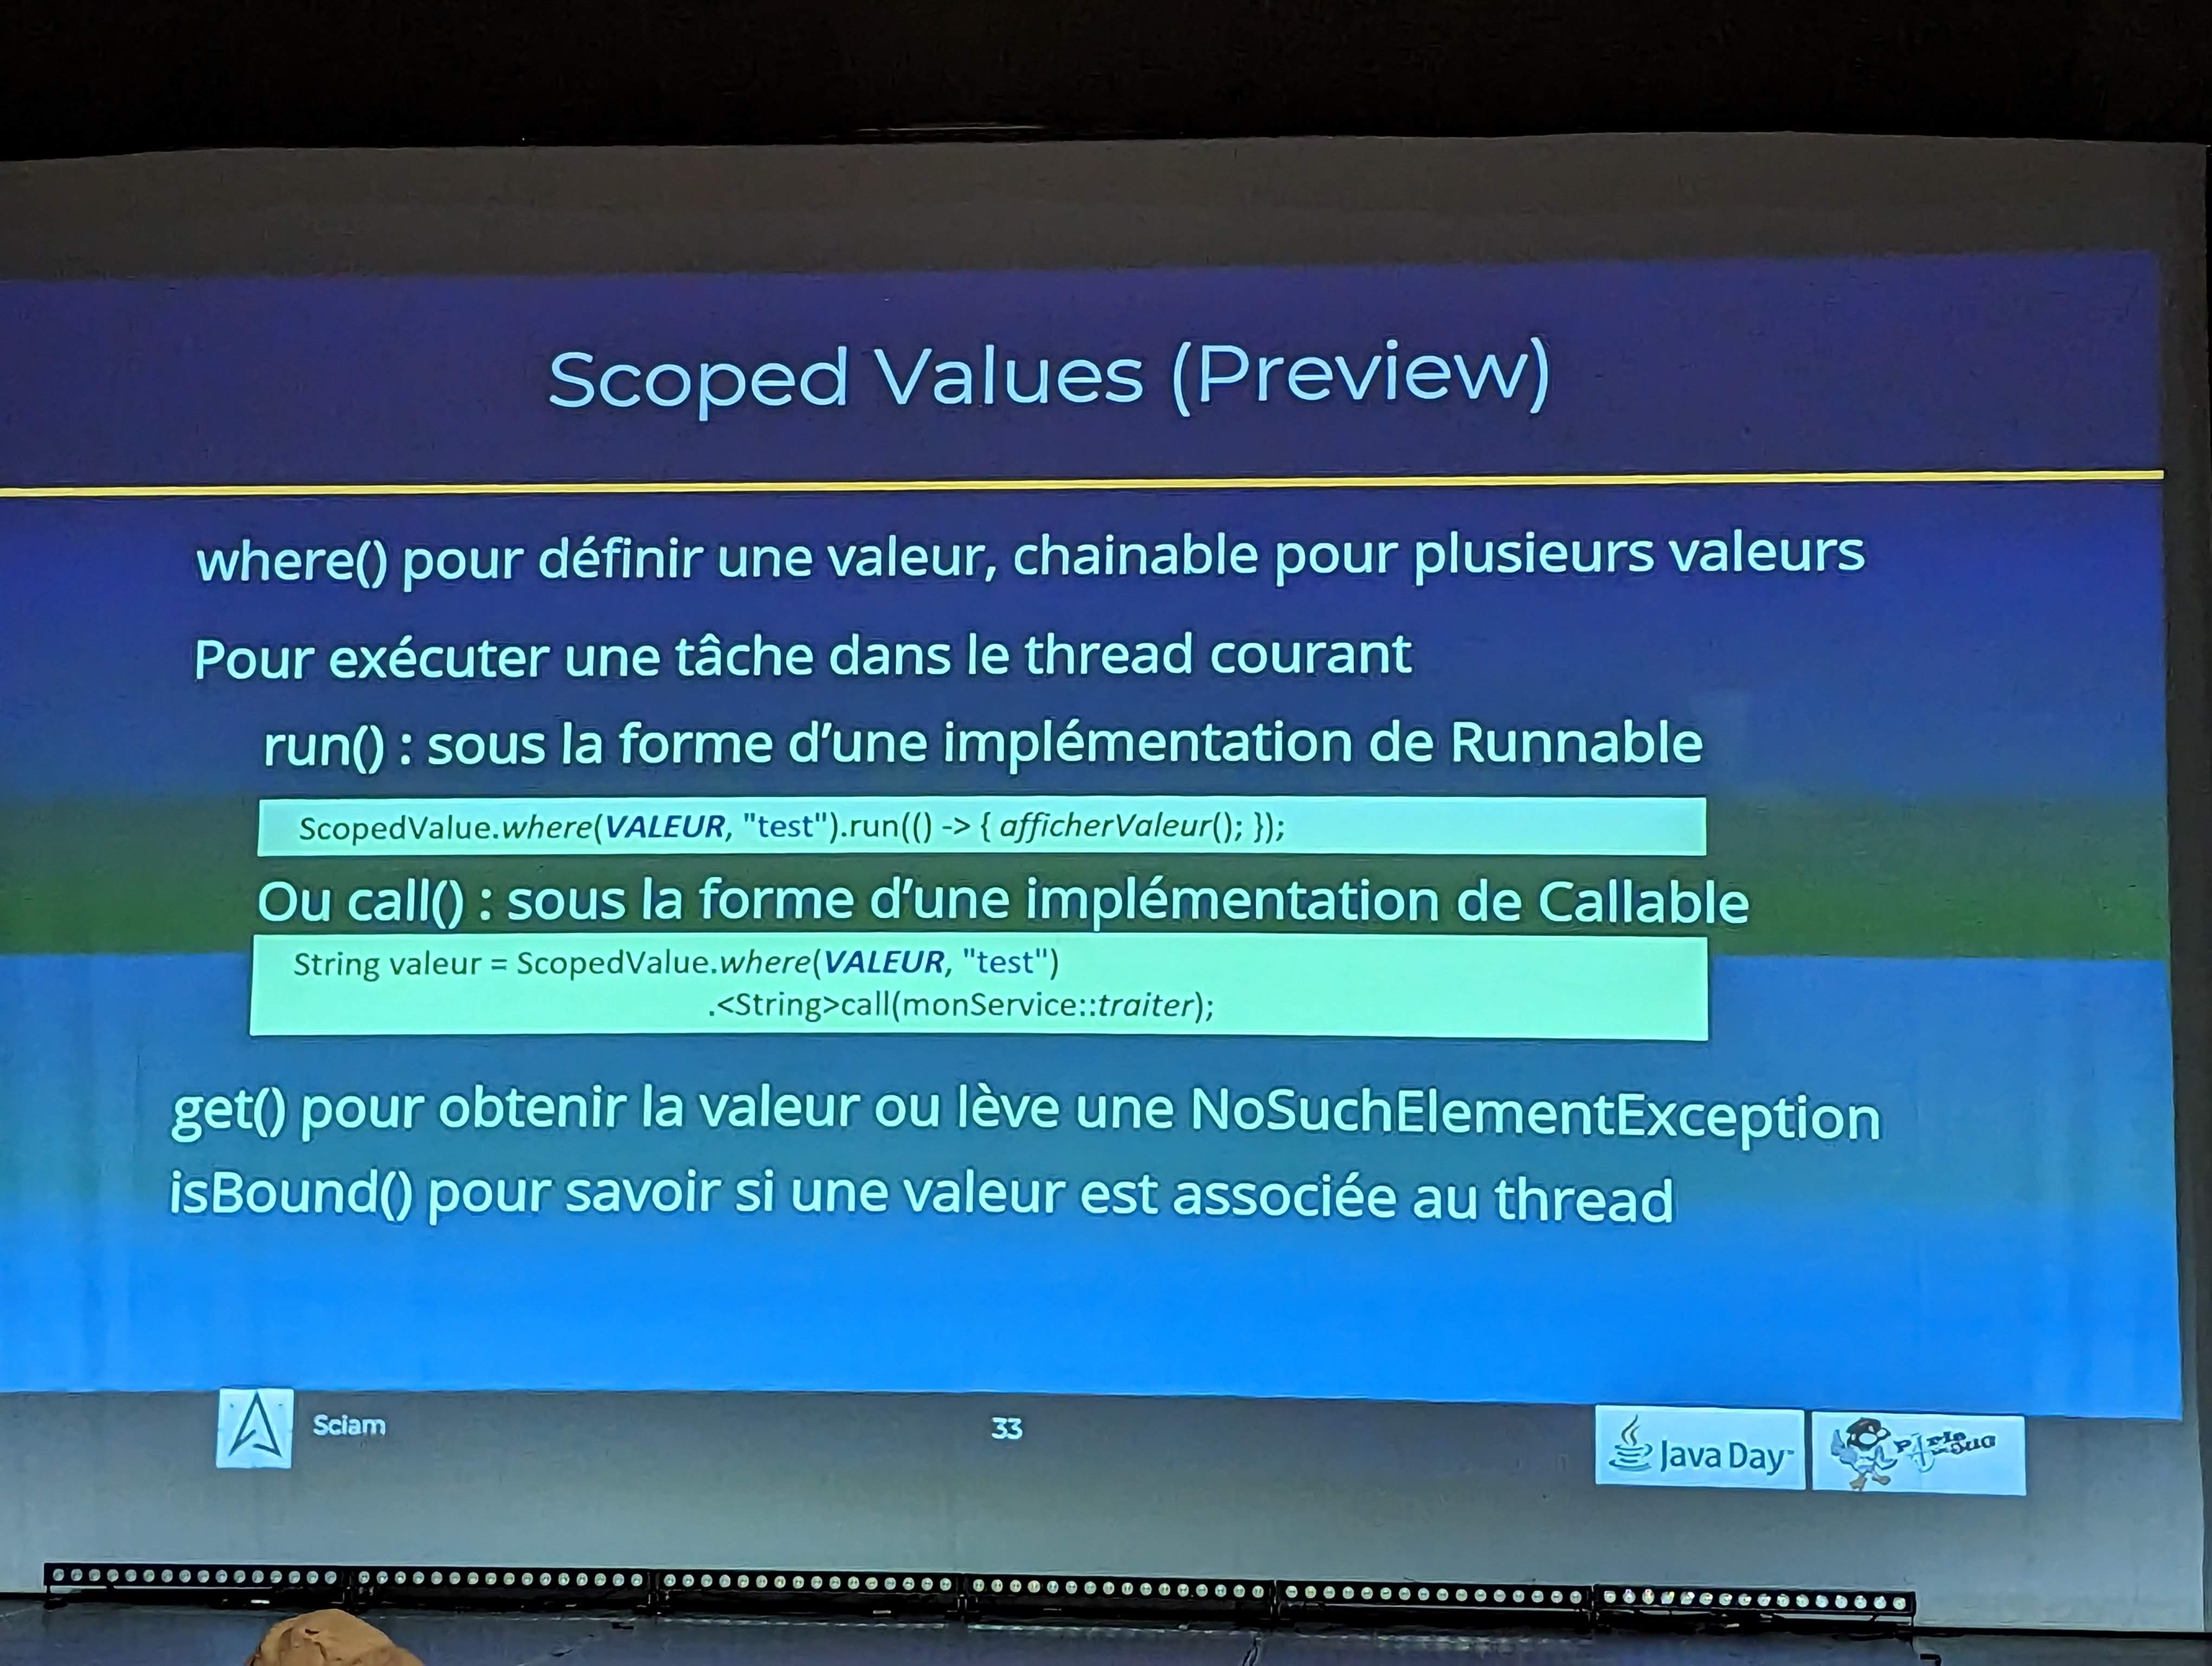 Scoped Values (Preview)
where() pour définir une valeur, chainable pour plusieurs valeurs
Pour exécuter une tâche dans le thread courant
run() : sous la forme d’une implémentation de Runnable
ScopedValue.where(VALEUR, "test").run(() -> { afficherValeur(); });
Ou call() : sous la forme d’une implémentation de Callable
String valeur = ScopedValue.where(VALEUR, "test")
.<String>call(monService::traiter);
get() pour obtenir la valeur ou lève une NoSuchElementException
isBound() pour savoir si une valeur est associée au thread
Sciam
33
Java Day